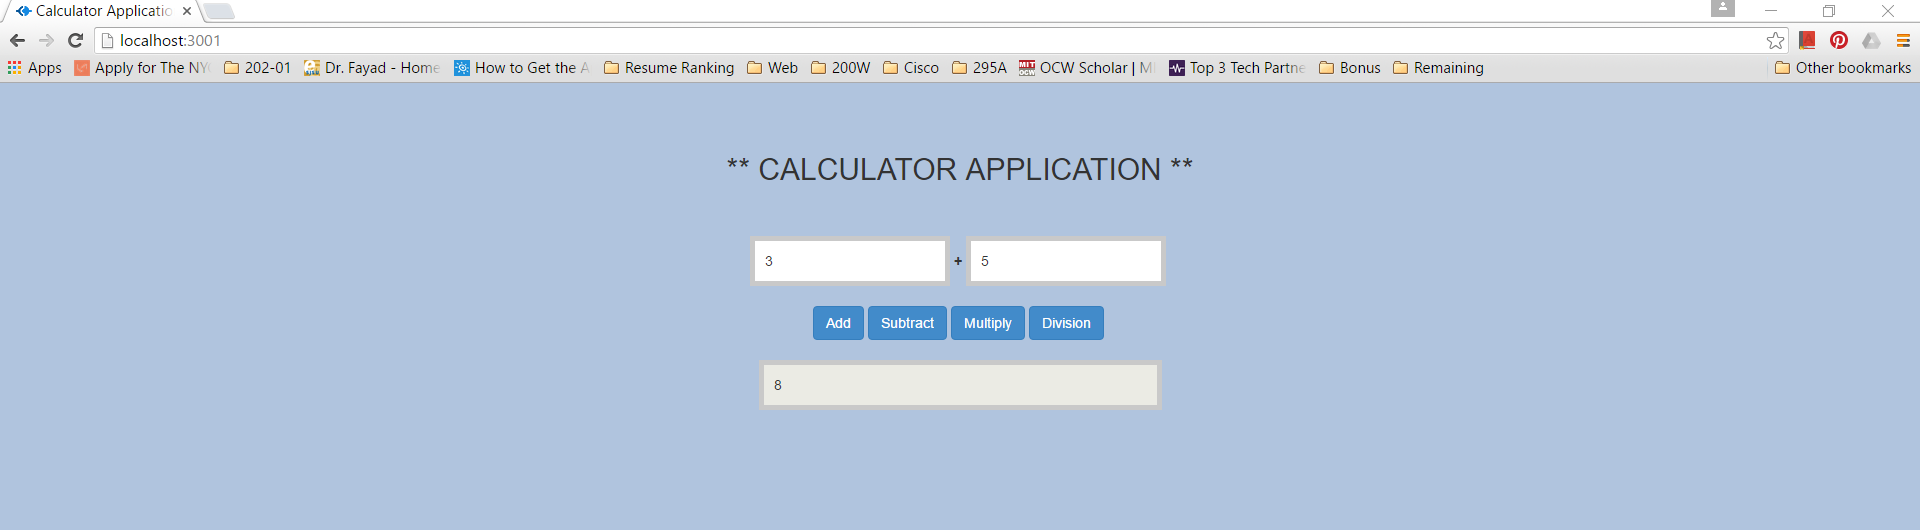 Calculator Applicatio
localhost:3001
Apps Apply for The NY 202-01 Dr. Fayad - Home How to Get the A Resume Ranking Web 200W Cisco 295A OCW Scholar | M Top 3 Tech Partne Bonus Remaining Other bookmarks
** CALCULATOR APPLICATION **
3 + 5
Add Subtract Multiply Division
8